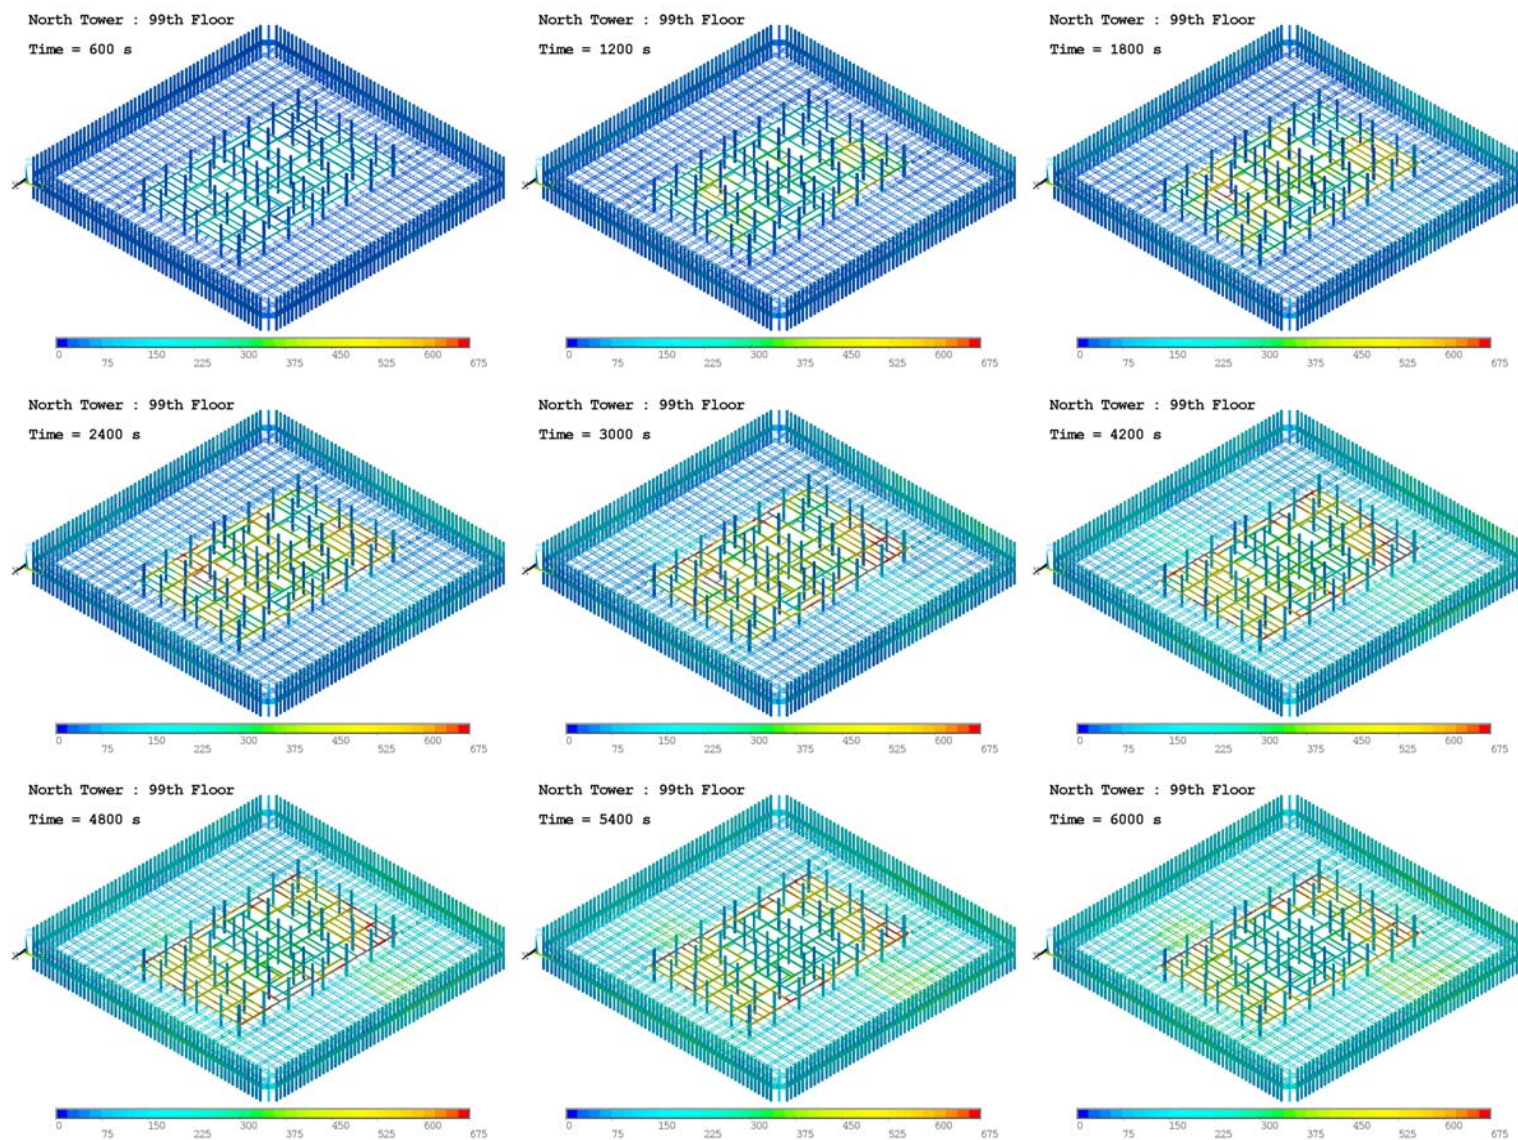 North Tower : 99th Floor
Time = 600 s
0 75 150 225 300 375 450 525 600 675
North Tower : 99th Floor
Time = 1200 s
0 75 150 225 300 375 450 525 600 675
North Tower : 99th Floor
Time = 1800 s
0 75 150 225 300 375 450 525 600 675
North Tower : 99th Floor
Time = 2400 s
0 75 150 225 300 375 450 525 600 675
North Tower : 99th Floor
Time = 3000 s
0 75 150 225 300 375 450 525 600 675
North Tower : 99th Floor
Time = 4200 s
0 75 150 225 300 375 450 525 600 675
North Tower : 99th Floor
Time = 4800 s
0 75 150 225 300 375 450 525 600 675
North Tower : 99th Floor
Time = 5400 s
0 75 150 225 300 375 450 525 600 675
North Tower : 99th Floor
Time = 6000 s
0 75 150 225 300 375 450 525 600 675